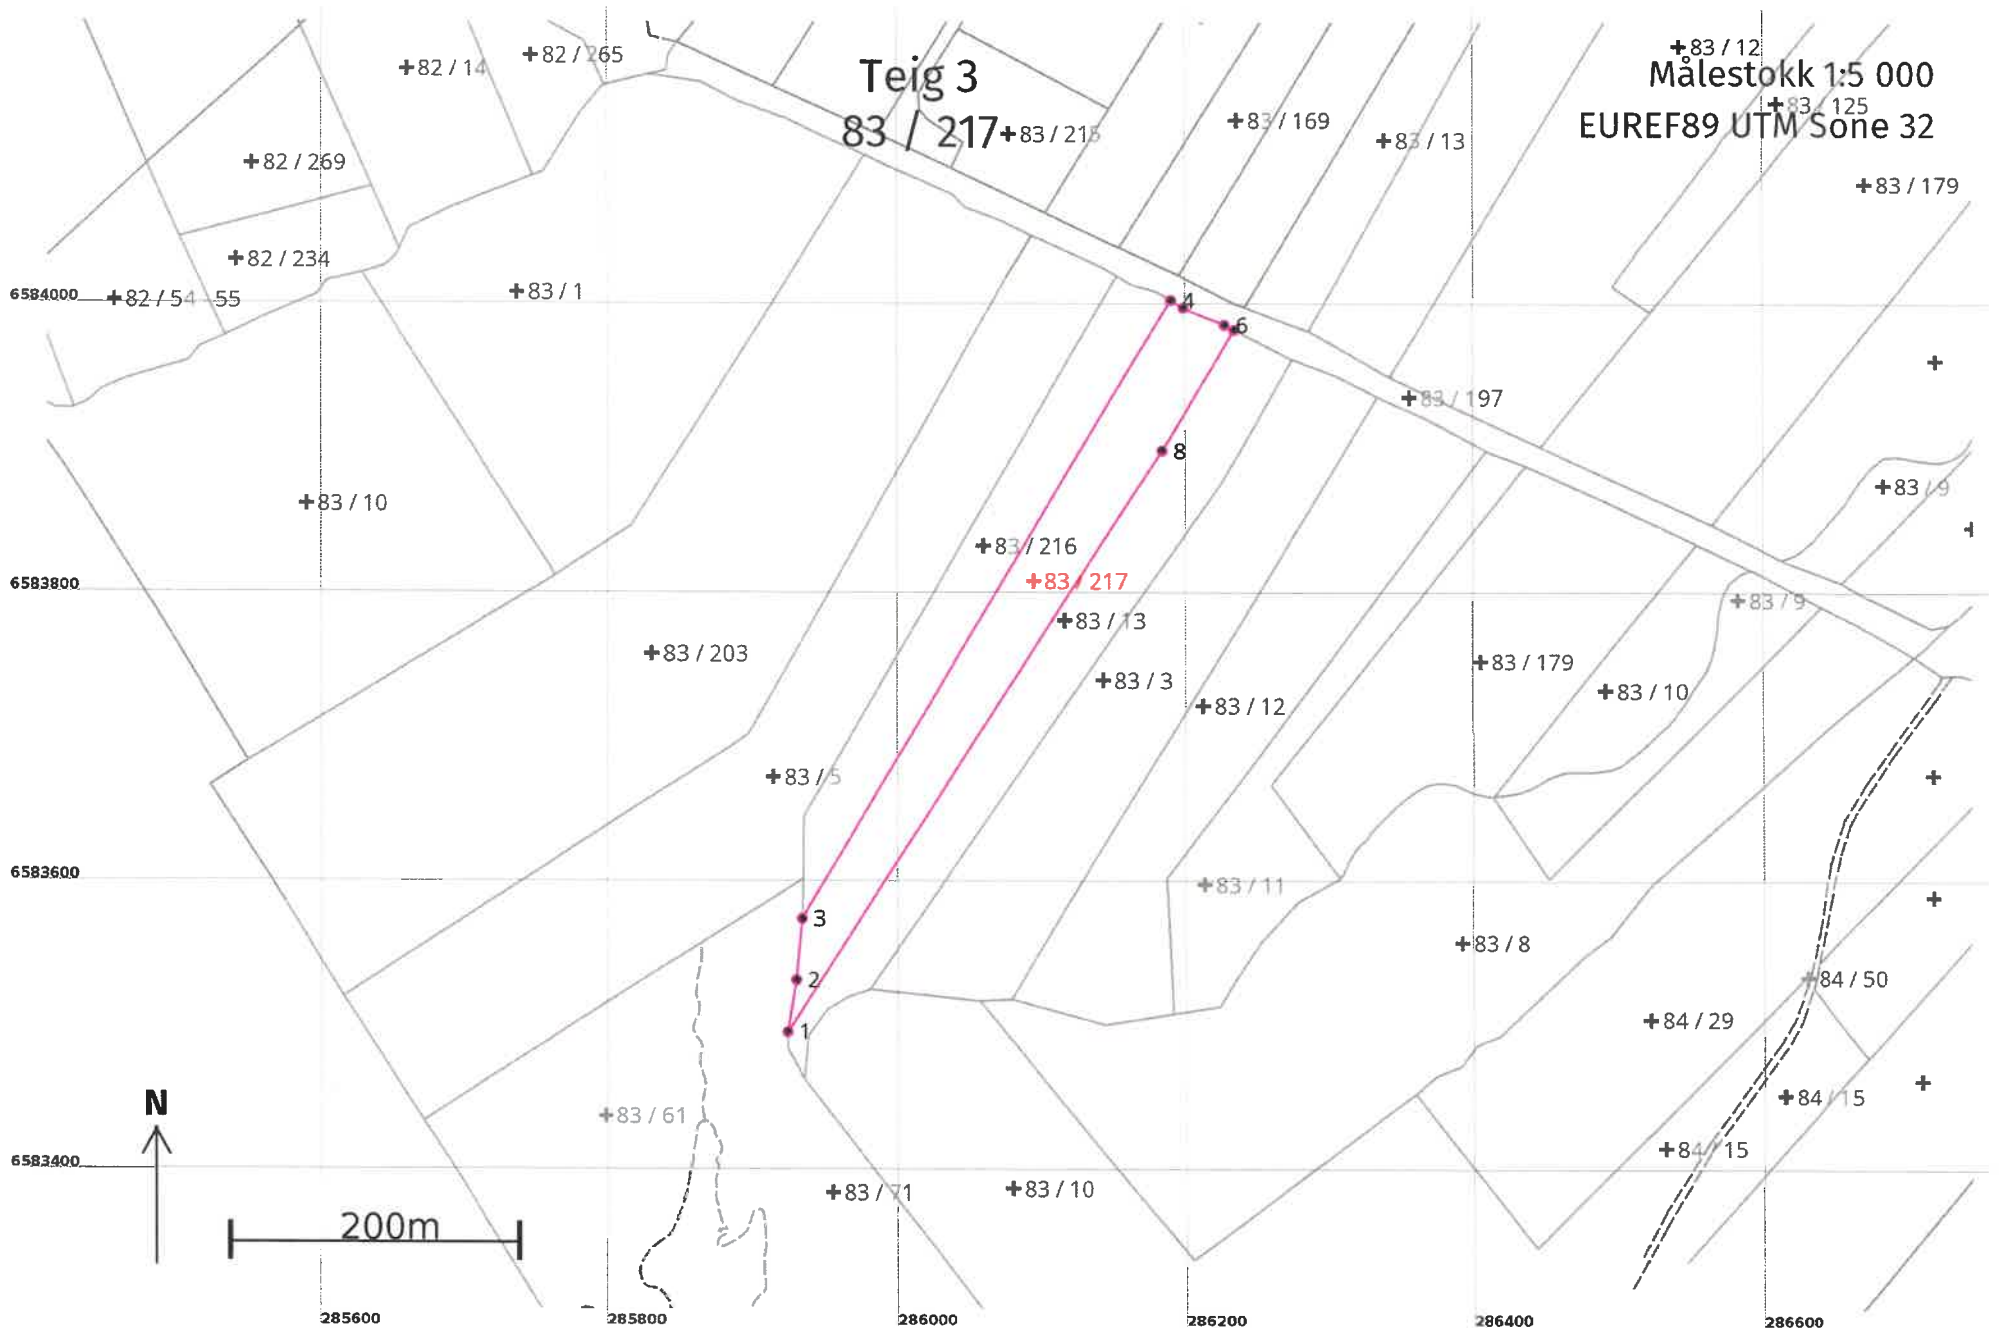 Teig 3
83 / 217
Målestokk 1:5 000
EUREF89 UTM Sone 32
+83 / 12
+82 / 14
+82 / 265
+83 / 125
+83 / 215
+83 / 169
+83 / 13
+82 / 269
+83 / 179
+82 / 234
6584000
+82 / 54 55
+83 / 1
4
6
+83 / 197
8
+83 / 10
+83 / 9
+83 / 216
6583800
+83 / 217
+83 / 9
+83 / 13
+83 / 203
+83 / 179
+83 / 3
+83 / 10
+83 / 12
+83 / 5
6583600
+83 / 11
3
+83 / 8
2
+84 / 50
1
+84 / 29
N
+84 / 15
+83 / 61
+84 / 15
6583400
+83 / 71
+83 / 10
200m
285600
285800
286000
286200
286400
286600